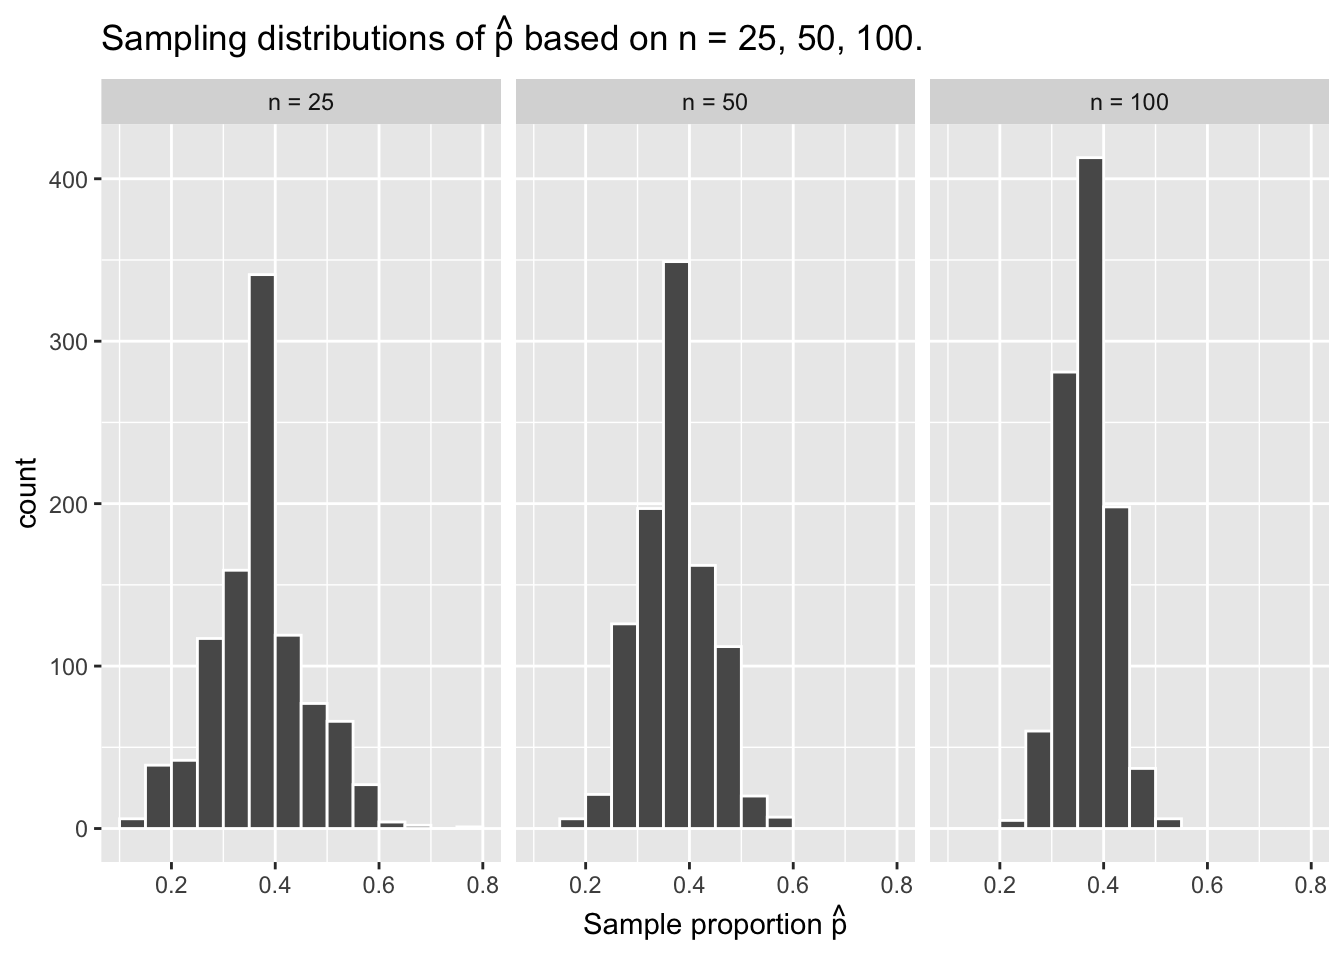 Sampling distributions of p̂ based on n = 25, 50, 100.
n = 25
n = 50
n = 100
400
300
200
100
0
count
0.2 0.4 0.6 0.8
0.2 0.4 0.6 0.8
0.2 0.4 0.6 0.8
Sample proportion p̂